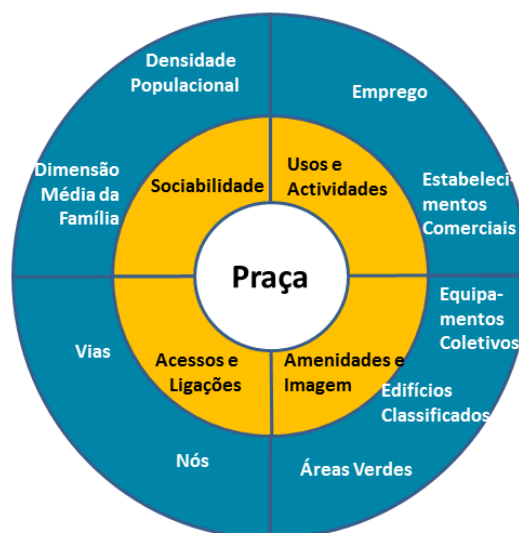 Densidade
Populacional
Emprego
Dimensão
Média da
Família
Sociabilidade
Usos e
Actividades
Estabeleci-
mentos
Comerciais
Praça
Equipa-
mentos
Coletivos
Vias
Acessos e
Ligações
Amenidades e
Imagem
Edifícios
Classificados
Nós
Áreas Verdes